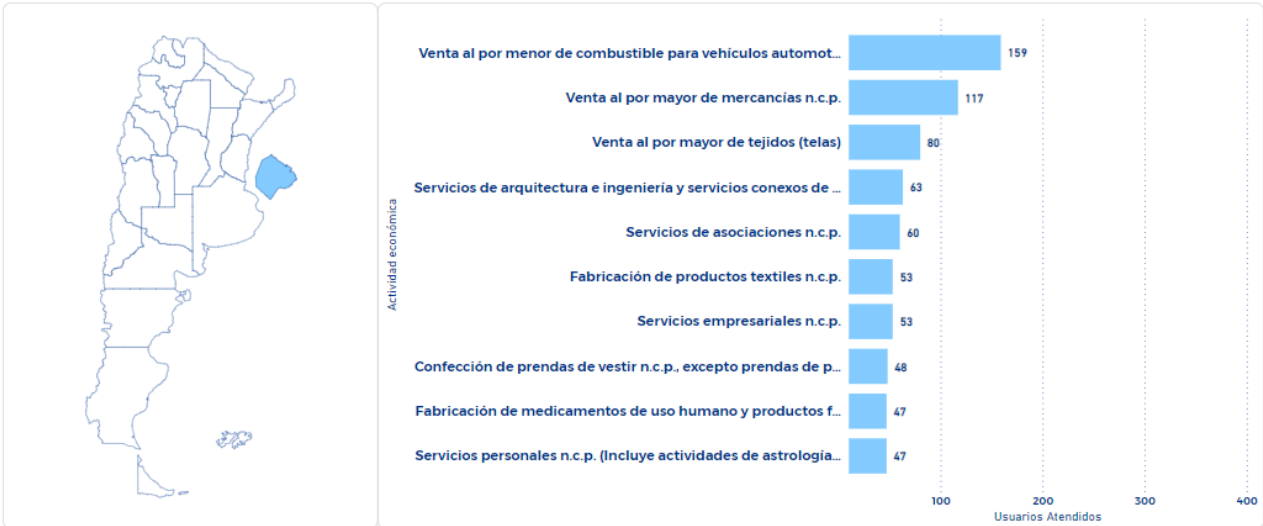 Actividad económica
Venta al por menor de combustible para vehículos automot... 159
Venta al por mayor de mercancías n.c.p. 117
Venta al por mayor de tejidos (telas) 80
Servicios de arquitectura e ingeniería y servicios conexos de ... 63
Servicios de asociaciones n.c.p. 60
Fabricación de productos textiles n.c.p. 53
Servicios empresariales n.c.p. 53
Confección de prendas de vestir n.c.p., excepto prendas de p... 48
Fabricación de medicamentos de uso humano y productos f... 47
Servicios personales n.c.p. (Incluye actividades de astrología... 47
100 200 300 400
Usuarios Atendidos